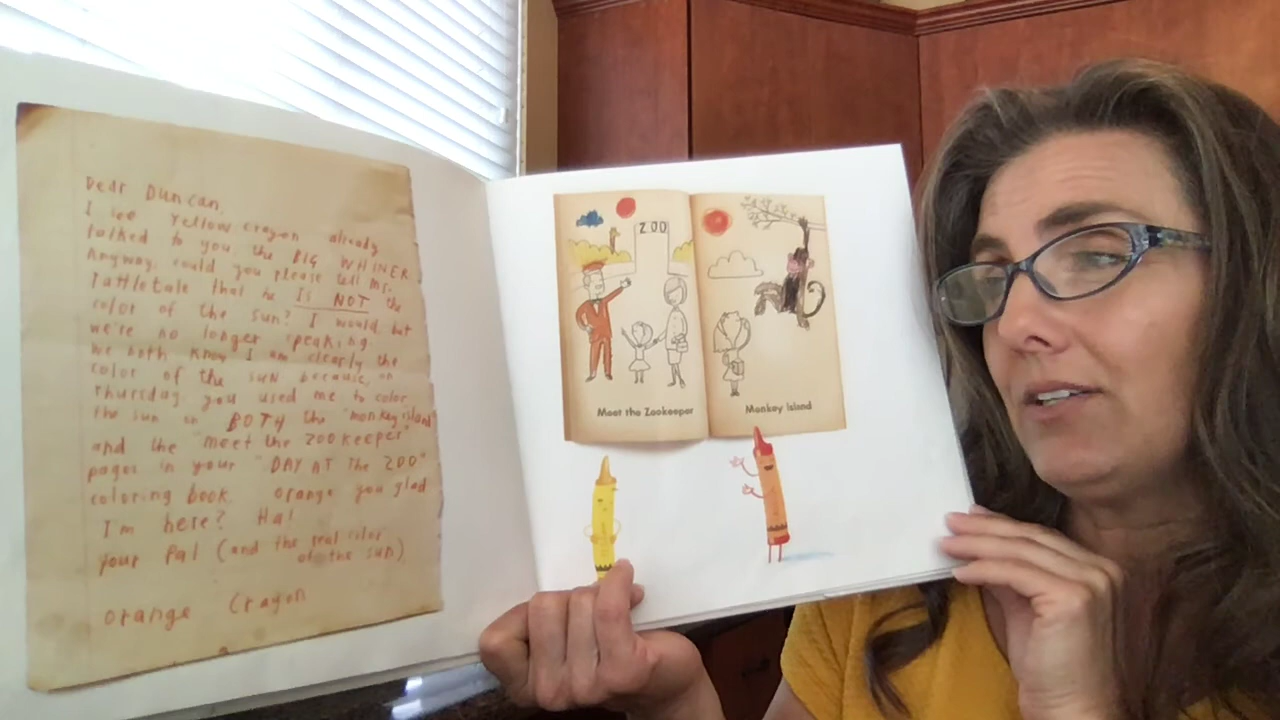 Dear Duncan,
I see Yellow Crayon already
talked to you, the BIG WHINER.
Anyway, could you please tell Mr.
Tattletale that he IS NOT the
color of the sun? I would, but
we're no longer speaking.
We both know I am clearly the
color of the sun because, on
Thursday, you used me to color
the sun on BOTH the "monkey island"
and the "meet the zookeeper"
pages in your "DAY AT THE ZOO"
coloring book. Orange you glad
I'm here? Ha!
your pal (and the real color
of the sun)
Orange Crayon
ZOO
Meet the Zookeeper
Monkey Island